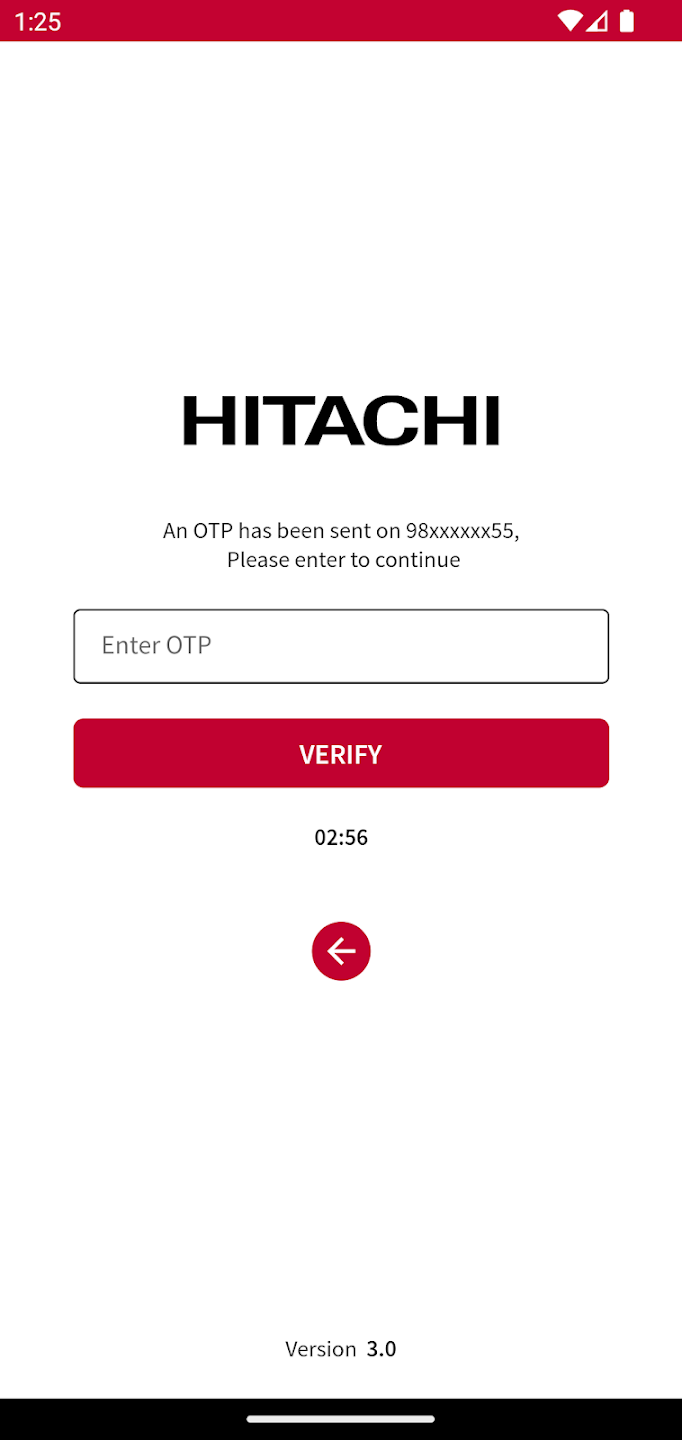 1:25
HITACHI
An OTP has been sent on 98xxxxxx55,
Please enter to continue
Enter OTP
VERIFY
02:56
Version 3.0